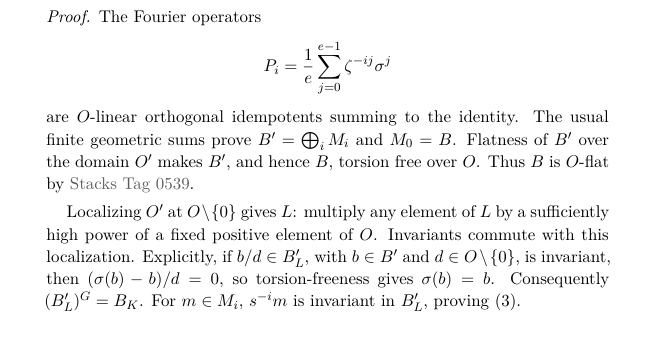 Proof. The Fourier operators
P_i = \frac{1}{e} \sum_{j=0}^{e-1} ζ^{-ij} σ^j
are O-linear orthogonal idempotents summing to the identity. The usual
finite geometric sums prove B′ = ⨁_i M_i and M_0 = B. Flatness of B′ over
the domain O′ makes B′, and hence B, torsion free over O. Thus B is O-flat
by Stacks Tag 0539.
Localizing O′ at O\{0} gives L: multiply any element of L by a sufficiently
high power of a fixed positive element of O. Invariants commute with this
localization. Explicitly, if b/d ∈ B′_L, with b ∈ B′ and d ∈ O\{0}, is invariant,
then (σ(b) − b)/d = 0, so torsion-freeness gives σ(b) = b. Consequently
(B′_L)^G = B_K. For m ∈ M_i, s^{-i}m is invariant in B′_L, proving (3).